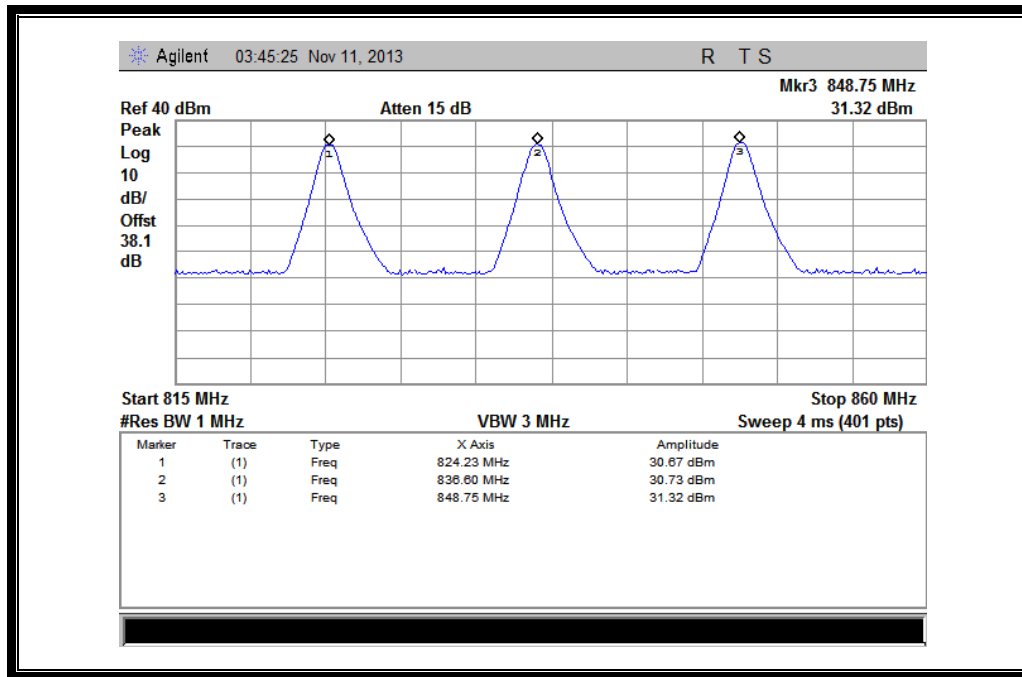 Agilent 03:45:25 Nov 11, 2013 R T S
Mkr3 848.75 MHz
Ref 40 dBm Atten 15 dB 31.32 dBm
Peak
Log
10
dB/
Offst
38.1
dB
1 2 3
Start 815 MHz Stop 860 MHz
#Res BW 1 MHz VBW 3 MHz Sweep 4 ms (401 pts)
Marker Trace Type X Axis Amplitude
1 (1) Freq 824.23 MHz 30.67 dBm
2 (1) Freq 836.60 MHz 30.73 dBm
3 (1) Freq 848.75 MHz 31.32 dBm